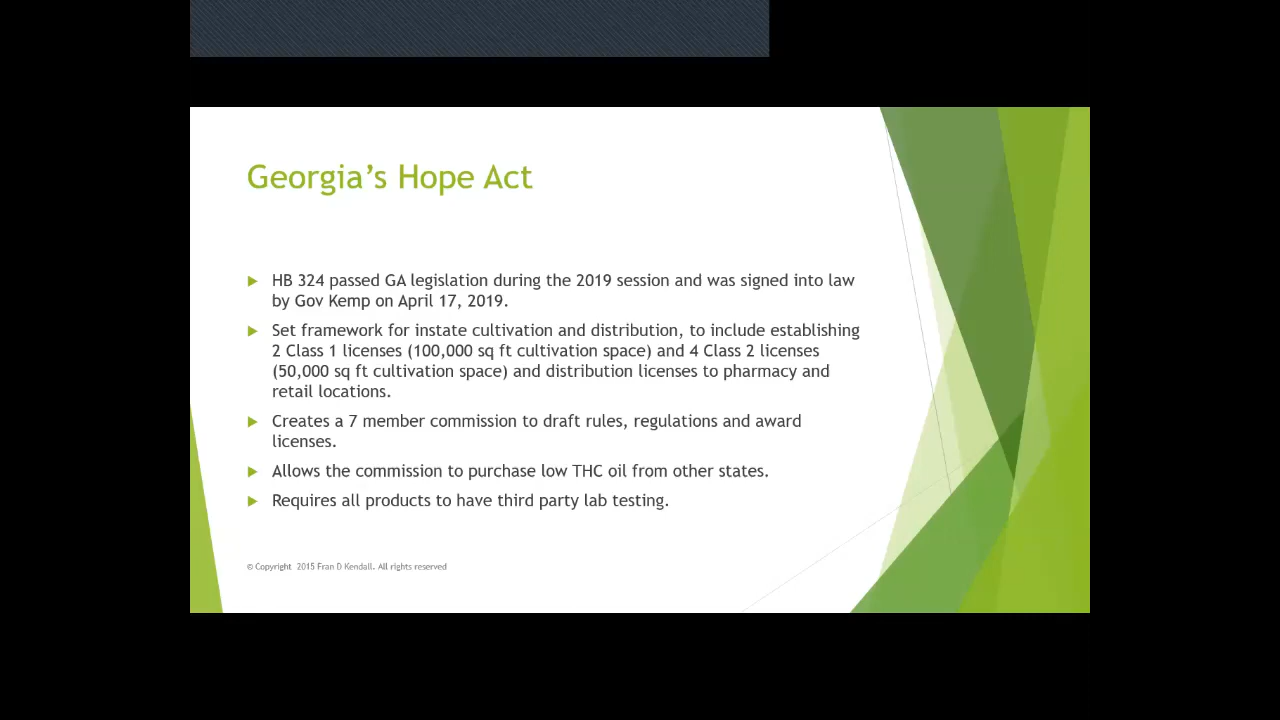 Georgia’s Hope Act
HB 324 passed GA legislation during the 2019 session and was signed into law
by Gov Kemp on April 17, 2019.
Set framework for instate cultivation and distribution, to include establishing
2 Class 1 licenses (100,000 sq ft cultivation space) and 4 Class 2 licenses
(50,000 sq ft cultivation space) and distribution licenses to pharmacy and
retail locations.
Creates a 7 member commission to draft rules, regulations and award
licenses.
Allows the commission to purchase low THC oil from other states.
Requires all products to have third party lab testing.
© Copyright 2015 Fran D Kendall. All rights reserved